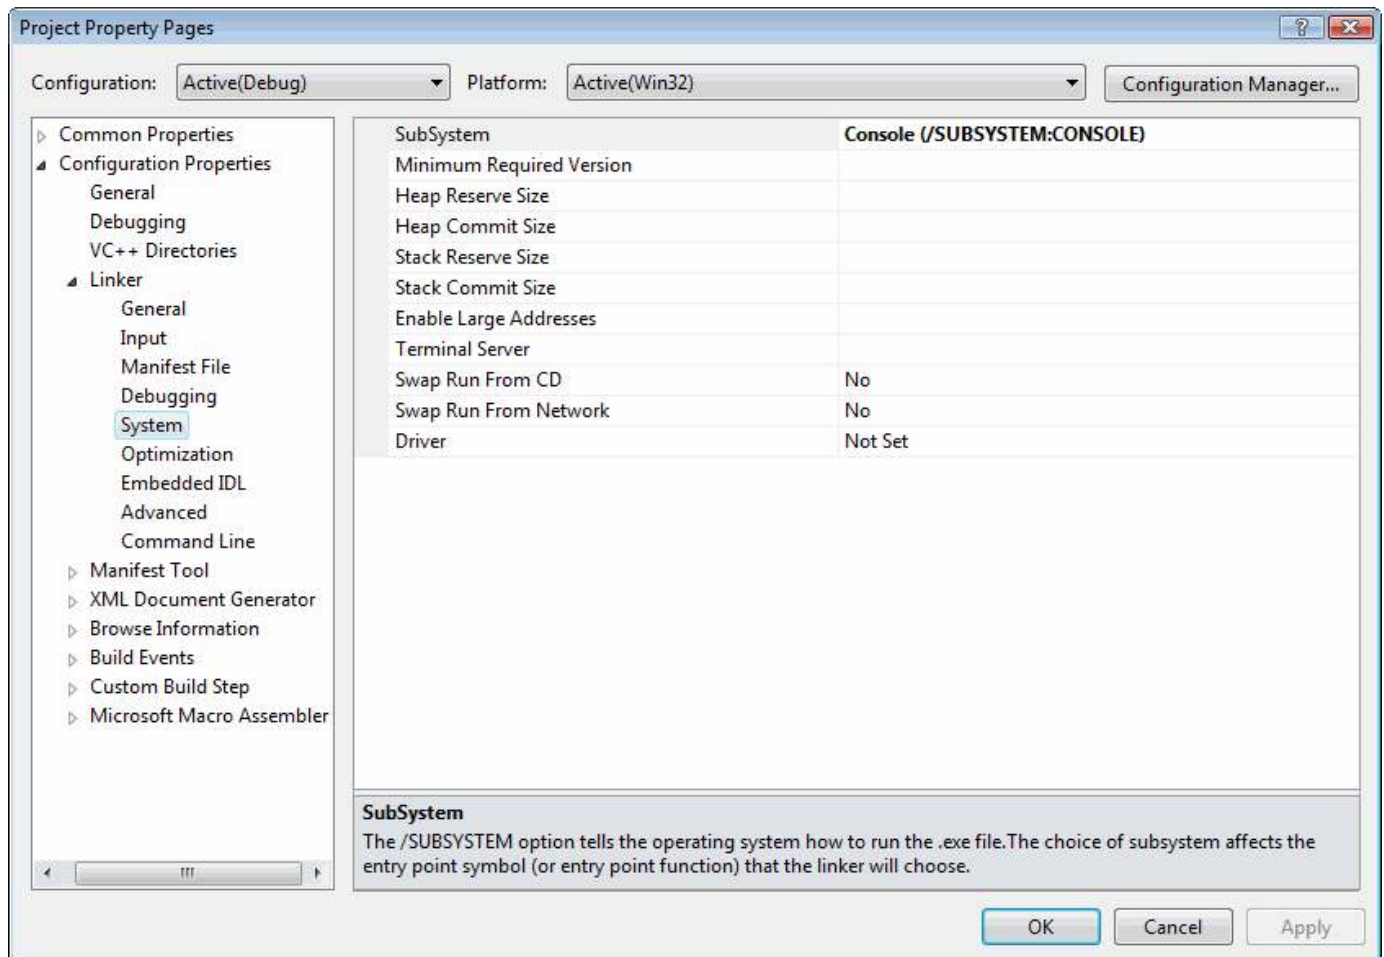 Project Property Pages
Configuration: Active(Debug) Platform: Active(Win32) Configuration Manager...
Common Properties
Configuration Properties
General
Debugging
VC++ Directories
Linker
General
Input
Manifest File
Debugging
System
Optimization
Embedded IDL
Advanced
Command Line
Manifest Tool
XML Document Generator
Browse Information
Build Events
Custom Build Step
Microsoft Macro Assembler
SubSystem Console (/SUBSYSTEM:CONSOLE)
Minimum Required Version
Heap Reserve Size
Heap Commit Size
Stack Reserve Size
Stack Commit Size
Enable Large Addresses
Terminal Server
Swap Run From CD No
Swap Run From Network No
Driver Not Set
SubSystem
The /SUBSYSTEM option tells the operating system how to run the .exe file.The choice of subsystem affects the
entry point symbol (or entry point function) that the linker will choose.
OK Cancel Apply